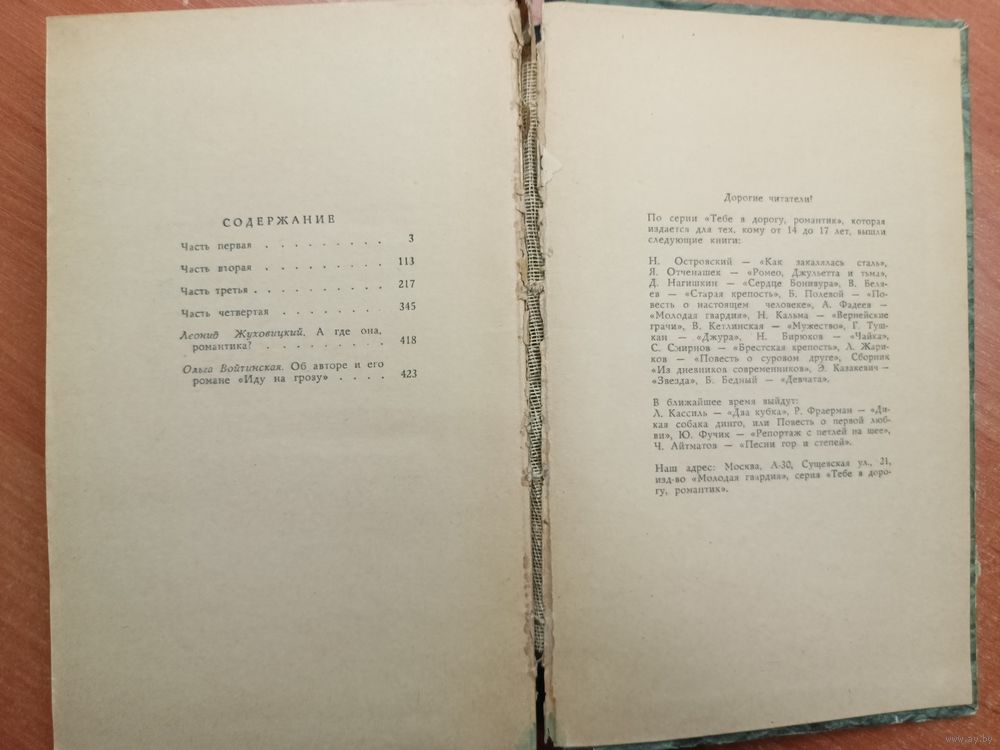 СОДЕРЖАНИЕ
Часть первая . . . . . . . . . 3
Часть вторая . . . . . . . . . 113
Часть третья . . . . . . . . . 217
Часть четвертая . . . . . . . . 345
Леонид Жуховицкий. А где она,
романтика? . . . . . . . . . 418
Ольга Войтинская. Об авторе и его
романе «Иду на грозу» . . . . 423
Дорогие читатели!
По серии «Тебе в дорогу, романтик», которая
издается для тех, кому от 14 до 17 лет, вышли
следующие книги:
Н. Островский — «Как закалялась сталь»,
Я. Отченашек — «Ромео, Джульетта и тьма»,
Д. Нагишкин — «Сердце Бонивура», В. Беля-
ев — «Старая крепость», Б. Полевой — «По-
весть о настоящем человеке», А. Фадеев —
«Молодая гвардия», Н. Кальма — «Вернейские
грачи», В. Кетлинская — «Мужество», Г. Туш-
кан — «Джура», Н. Бирюков — «Чайка»,
С. Смирнов — «Брестская крепость», Л. Жари-
ков — «Повесть о суровом друге», Сборник
«Из дневников современников», Э. Казакевич —
«Звезда», Б. Бедный — «Девчата».
В ближайшее время выйдут:
Л. Кассиль — «Два кубка», Р. Фраерман — «Ди-
кая собака динго, или Повесть о первой люб-
ви», Ю. Фучик — «Репортаж с петлей на шее»,
Ч. Айтматов — «Песни гор и степей».
Наш адрес: Москва, А-30, Сущевская ул., 21,
изд-во «Молодая гвардия», серия «Тебе в доро-
гу, романтик».
www.ay.by